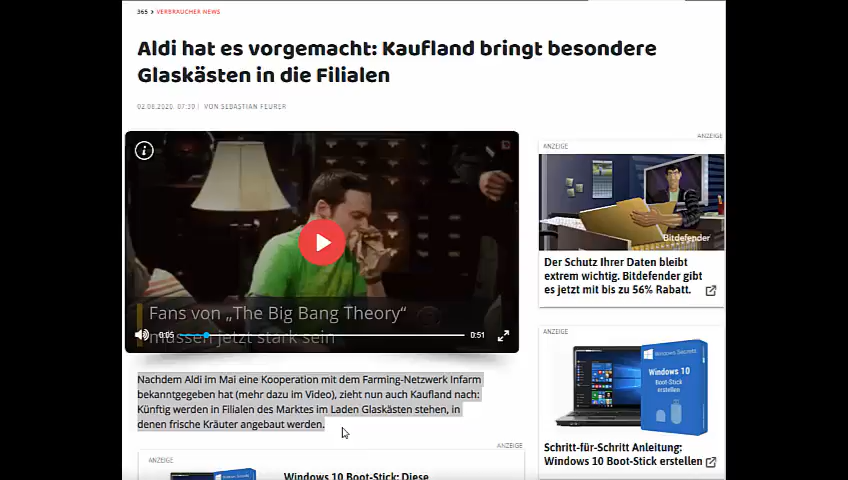 365 > VERBRAUCHER NEWS
Aldi hat es vorgemacht: Kaufland bringt besondere
Glaskästen in die Filialen
02.08.2020, 07:30 | VON SEBASTIAN FEURER
ANZEIGE
ANZEIGE
Bitdefender
Der Schutz Ihrer Daten bleibt
extrem wichtig. Bitdefender gibt
es jetzt mit bis zu 56% Rabatt.
Fans von „The Big Bang Theory“
müssen jetzt stark sein
0:05
0:51
Nachdem Aldi im Mai eine Kooperation mit dem Farming-Netzwerk Infarm
bekanntgegeben hat (mehr dazu im Video), zieht nun auch Kaufland nach:
Künftig werden in Filialen des Marktes im Laden Glaskästen stehen, in
denen frische Kräuter angebaut werden.
ANZEIGE
Windows 10
Boot-Stick
erstellen
Schritt-für-Schritt Anleitung:
Windows 10 Boot-Stick erstellen
ANZEIGE
ANZEIGE
Windows 10 Boot-Stick: Diese